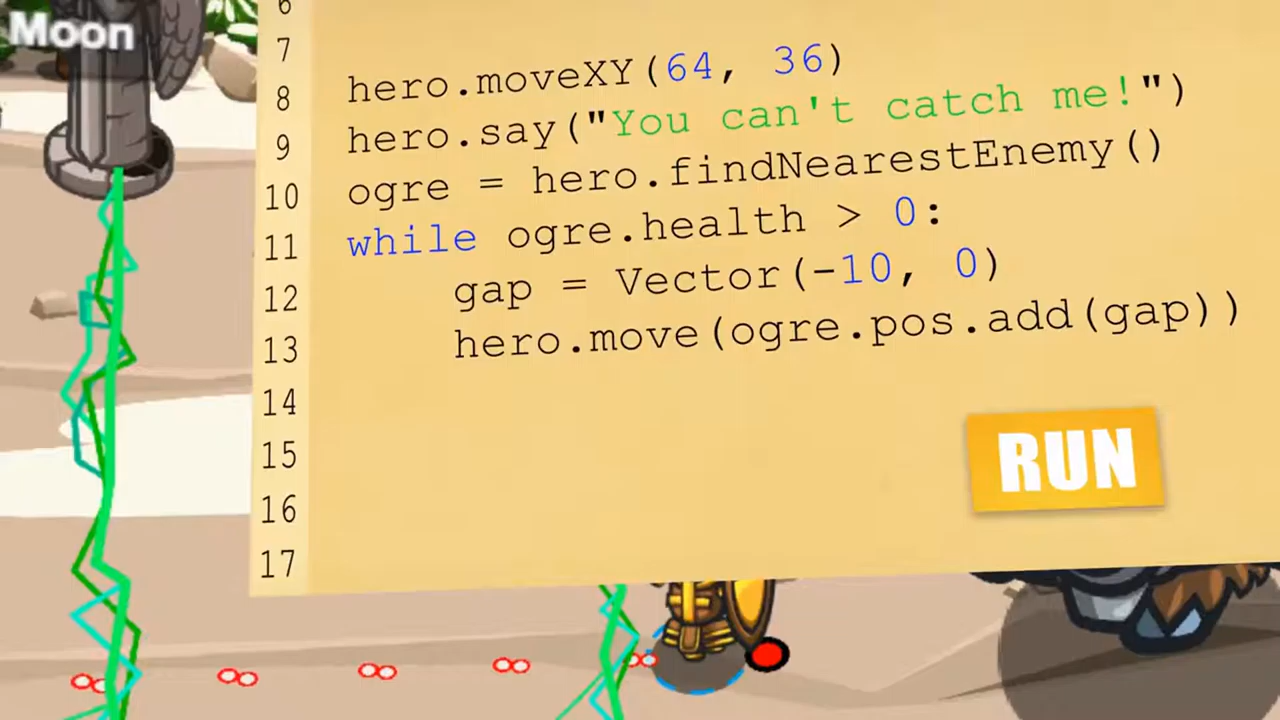 Moon
6
7
8 hero.moveXY(64, 36)
9 hero.say("You can't catch me!")
10 ogre = hero.findNearestEnemy()
11 while ogre.health > 0:
12     gap = Vector(-10, 0)
13     hero.move(ogre.pos.add(gap))
14
15
16
17
RUN